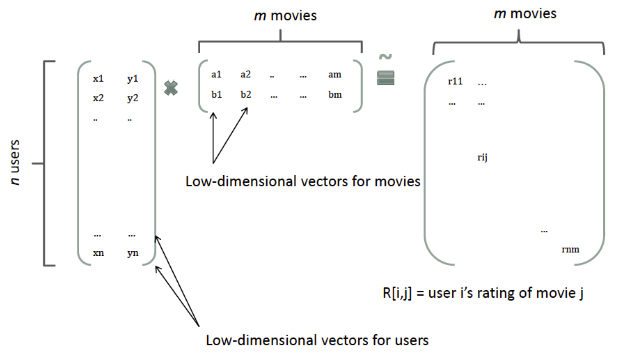 m movies
m movies
n users
x1 y1
x2 y2
.. ..
... ...
xn yn
a1 a2 .. ... am
b1 b2 ... ... bm
~
r11 ...
... ...
rij
...
rnm
Low-dimensional vectors for movies
R[i,j] = user i's rating of movie j
Low-dimensional vectors for users